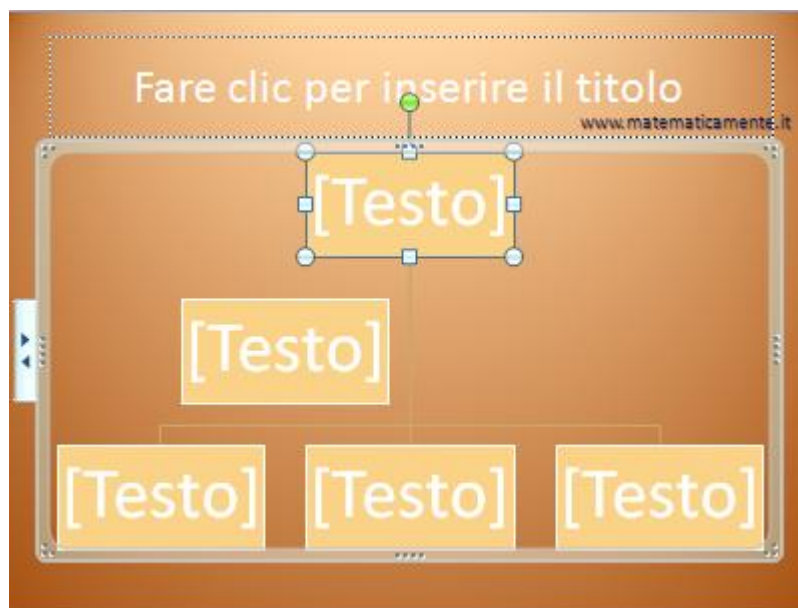 Fare clic per inserire il titolo
www.matematicamente.it
[Testo]
[Testo]
[Testo] [Testo] [Testo]